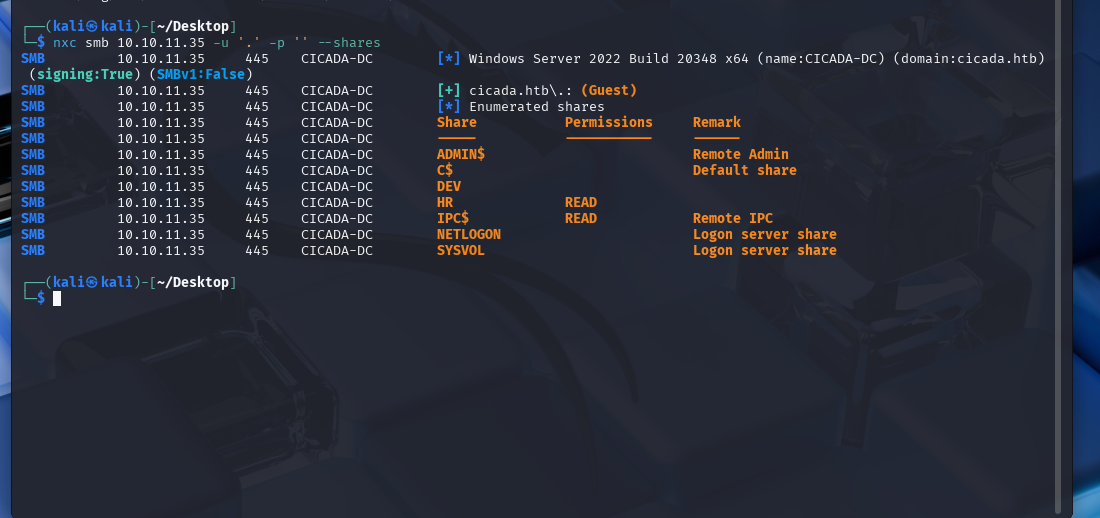 ┌──(kali㉿kali)-[~/Desktop]
└─$ nxc smb 10.10.11.35 -u '.' -p '' --shares
SMB         10.10.11.35     445    CICADA-DC        [*] Windows Server 2022 Build 20348 x64 (name:CICADA-DC) (domain:cicada.htb)
 (signing:True) (SMBv1:False)
SMB         10.10.11.35     445    CICADA-DC        [+] cicada.htb\.: (Guest)
SMB         10.10.11.35     445    CICADA-DC        [*] Enumerated shares
SMB         10.10.11.35     445    CICADA-DC        Share           Permissions     Remark
SMB         10.10.11.35     445    CICADA-DC        -----           -----------     ------
SMB         10.10.11.35     445    CICADA-DC        ADMIN$                          Remote Admin
SMB         10.10.11.35     445    CICADA-DC        C$                              Default share
SMB         10.10.11.35     445    CICADA-DC        DEV
SMB         10.10.11.35     445    CICADA-DC        HR              READ
SMB         10.10.11.35     445    CICADA-DC        IPC$            READ            Remote IPC
SMB         10.10.11.35     445    CICADA-DC        NETLOGON                        Logon server share
SMB         10.10.11.35     445    CICADA-DC        SYSVOL                          Logon server share
┌──(kali㉿kali)-[~/Desktop]
└─$